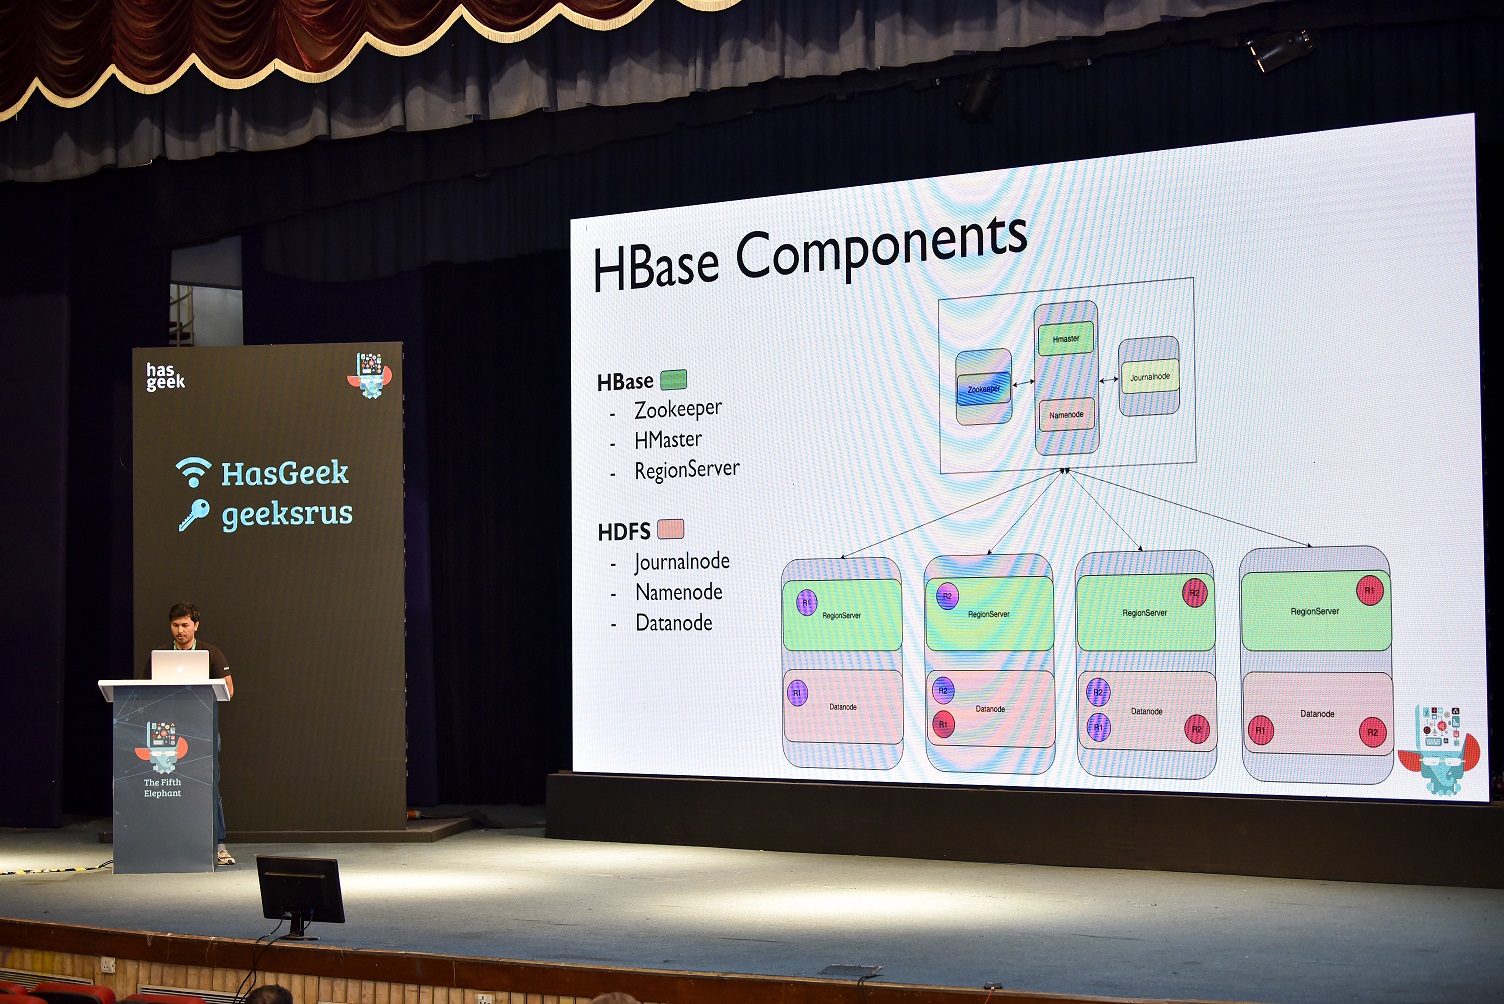 HBase Components
HBase
- Zookeeper
- HMaster
- RegionServer
HDFS
- Journalnode
- Namenode
- Datanode
Hmaster
Zookeeper
Journalnode
Namenode
R1
RegionServer
R2
RegionServer
R2
RegionServer
R1
RegionServer
R1
Datanode
R2
R1
Datanode
R2
R1
Datanode
R2
R1
Datanode
R2
has
geek
HasGeek
geeksrus
The Fifth
Elephant